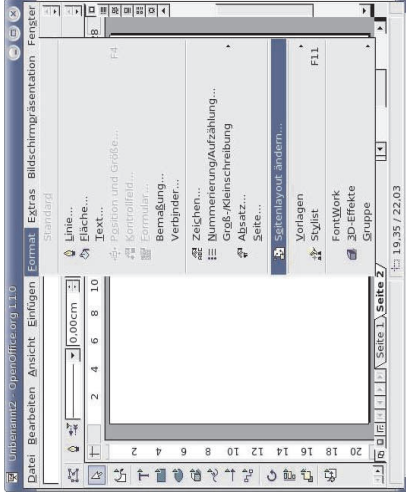 Unbenannt2 - OpenOffice.org 1.1.0
Datei Bearbeiten Ansicht Einfügen Format Extras Bildschirmpräsentation Fenster
0,00cm
Standard
Linie...
Fläche...
Text...
Position und Größe... F4
Kontrollfeld...
Formular...
Bemaßung...
Verbinder...
Zeichen...
Nummerierung/Aufzählung...
Groß-/Kleinschreibung
Absatz...
Seite...
Seitenlayout ändern...
Vorlagen
Stylist F11
FontWork
3D-Effekte
Gruppe
2 4 6 8 10 28
2
4
6
8
10
12
14
16
18
20
Seite 1 Seite 2
19,35 / 22,03